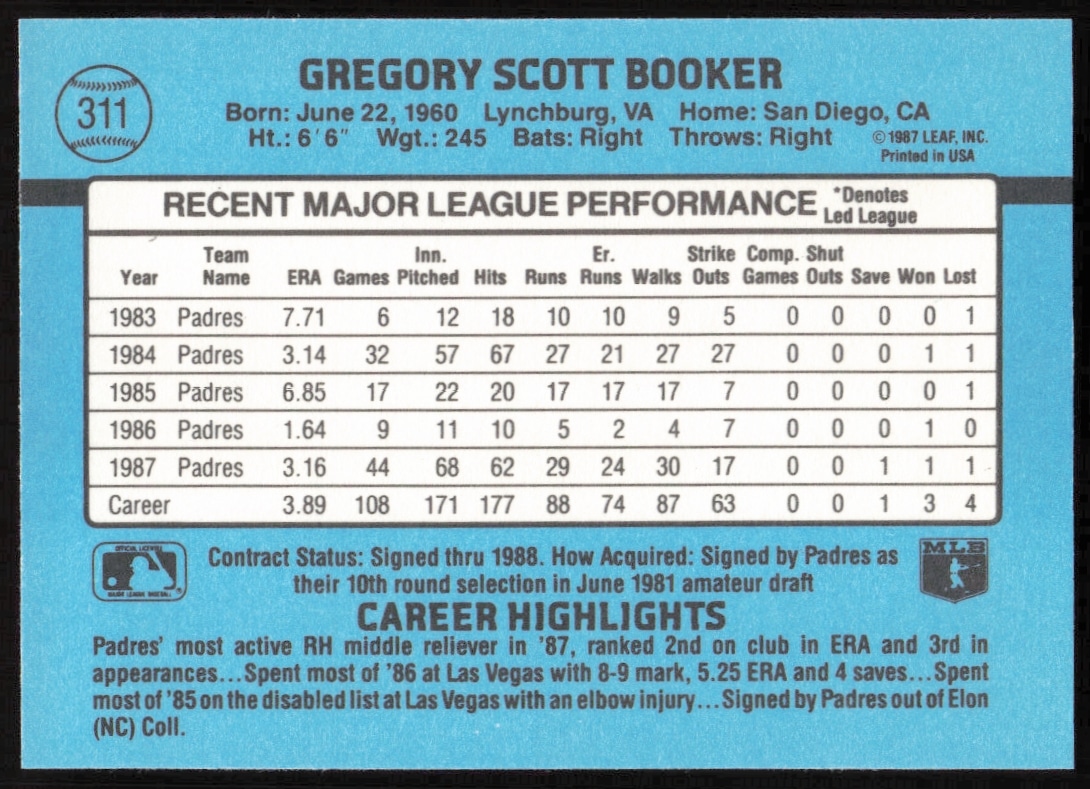 311
GREGORY SCOTT BOOKER
Born: June 22, 1960 Lynchburg, VA Home: San Diego, CA
Ht.: 6'6" Wgt.: 245 Bats: Right Throws: Right
© 1987 LEAF, INC.
Printed in USA
RECENT MAJOR LEAGUE PERFORMANCE *Denotes
Led League
Team Inn. Er. Strike Comp. Shut
Year Name ERA Games Pitched Hits Runs Runs Walks Outs Games Outs Save Won Lost
1983 Padres 7.71 6 12 18 10 10 9 5 0 0 0 0 1
1984 Padres 3.14 32 57 67 27 21 27 27 0 0 0 1 1
1985 Padres 6.85 17 22 20 17 17 17 7 0 0 0 0 1
1986 Padres 1.64 9 11 10 5 2 4 7 0 0 0 1 0
1987 Padres 3.16 44 68 62 29 24 30 17 0 0 1 1 1
Career 3.89 108 171 177 88 74 87 63 0 0 1 3 4
OFFICIAL LICENSEE
MAJOR LEAGUE BASEBALL
®
Contract Status: Signed thru 1988. How Acquired: Signed by Padres as
their 10th round selection in June 1981 amateur draft
MLB
CAREER HIGHLIGHTS
Padres' most active RH middle reliever in '87, ranked 2nd on club in ERA and 3rd in
appearances...Spent most of '86 at Las Vegas with 8-9 mark, 5.25 ERA and 4 saves...Spent
most of '85 on the disabled list at Las Vegas with an elbow injury...Signed by Padres out of Elon
(NC) Coll.